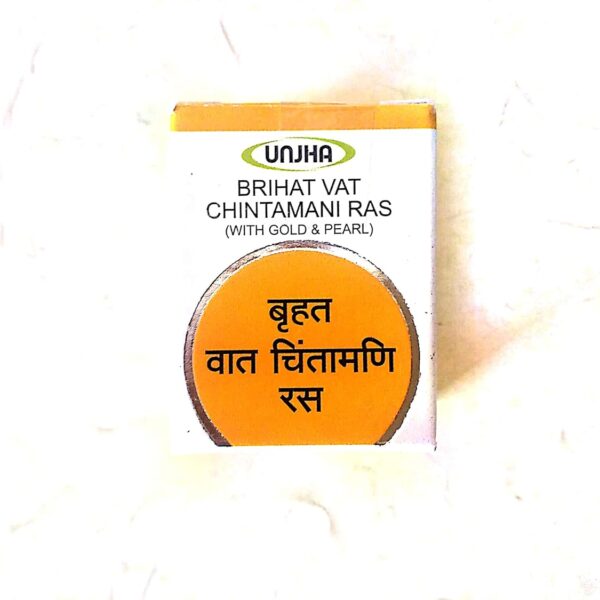 UNJHA
BRIHAT VAT
CHINTAMANI RAS
(WITH GOLD & PEARL)
बृहत
वात चिंतामणि
रस